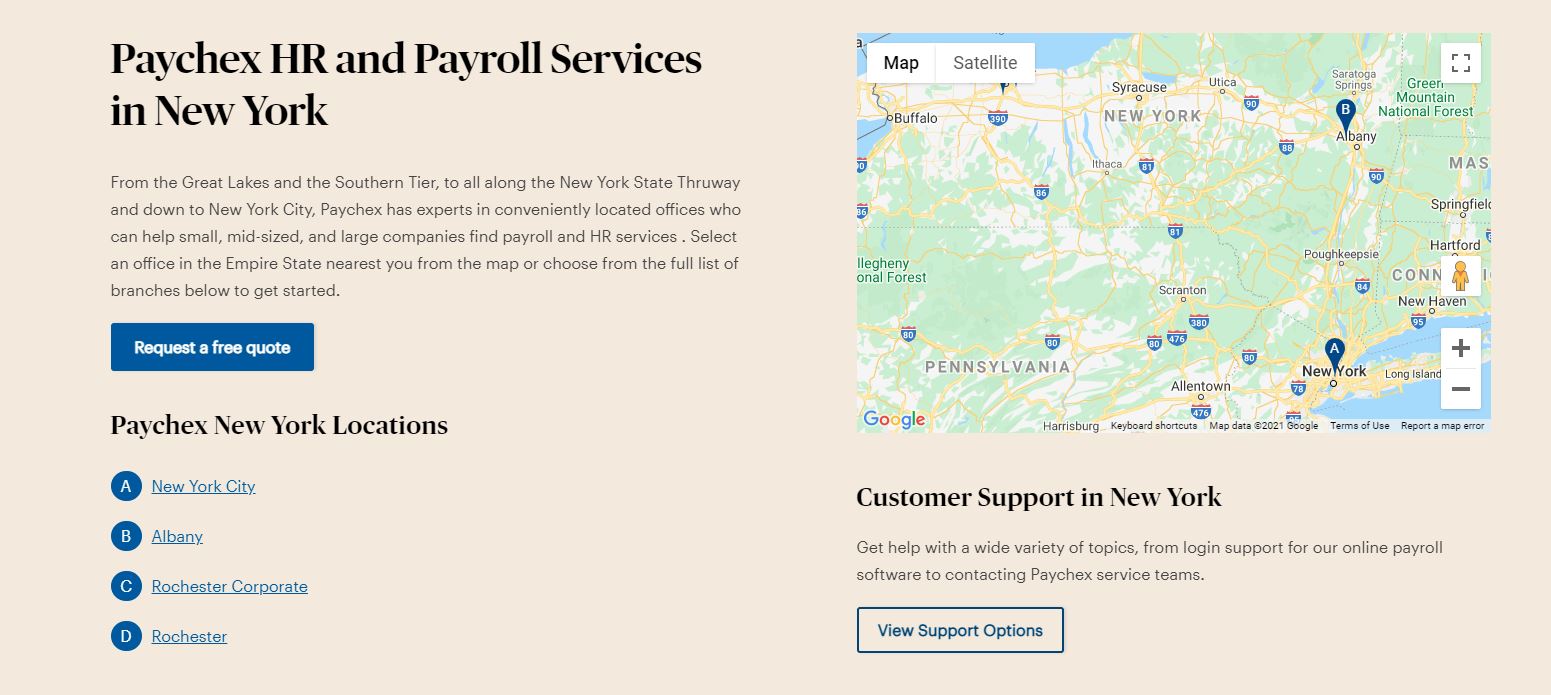 Paychex HR and Payroll Services
in New York
From the Great Lakes and the Southern Tier, to all along the New York State Thruway
and down to New York City, Paychex has experts in conveniently located offices who
can help small, mid-sized, and large companies find payroll and HR services . Select
an office in the Empire State nearest you from the map or choose from the full list of
branches below to get started.
Request a free quote
Paychex New York Locations
A New York City
B Albany
C Rochester Corporate
D Rochester
Map Satellite
Saratoga
Springs
Utica
Syracuse
Green
Mountain
National Forest
90
B
390
Buffalo
NEW YORK
Albany
88
MAS
Ithaca
81
90
90
86
86
Springfield
81
Hartford
Poughkeepsie
llegheny
onal Forest
CONN
Scranton
84
New Haven
380
95
80
80
80
476
80
A
PENNSYLVANIA
New York
Long Island
Allentown
78
476
95
Google
Harrisburg
Keyboard shortcuts
Map data ©2021 Google
Terms of Use
Report a map error
Customer Support in New York
Get help with a wide variety of topics, from login support for our online payroll
software to contacting Paychex service teams.
View Support Options